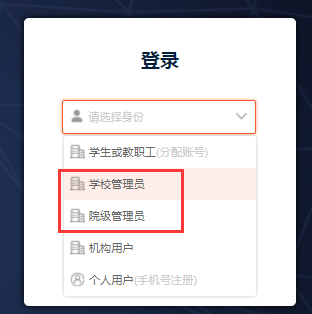 登录
请选择身份
学生或教职工(分配账号)
学校管理员
院级管理员
机构用户
个人用户(手机号注册)